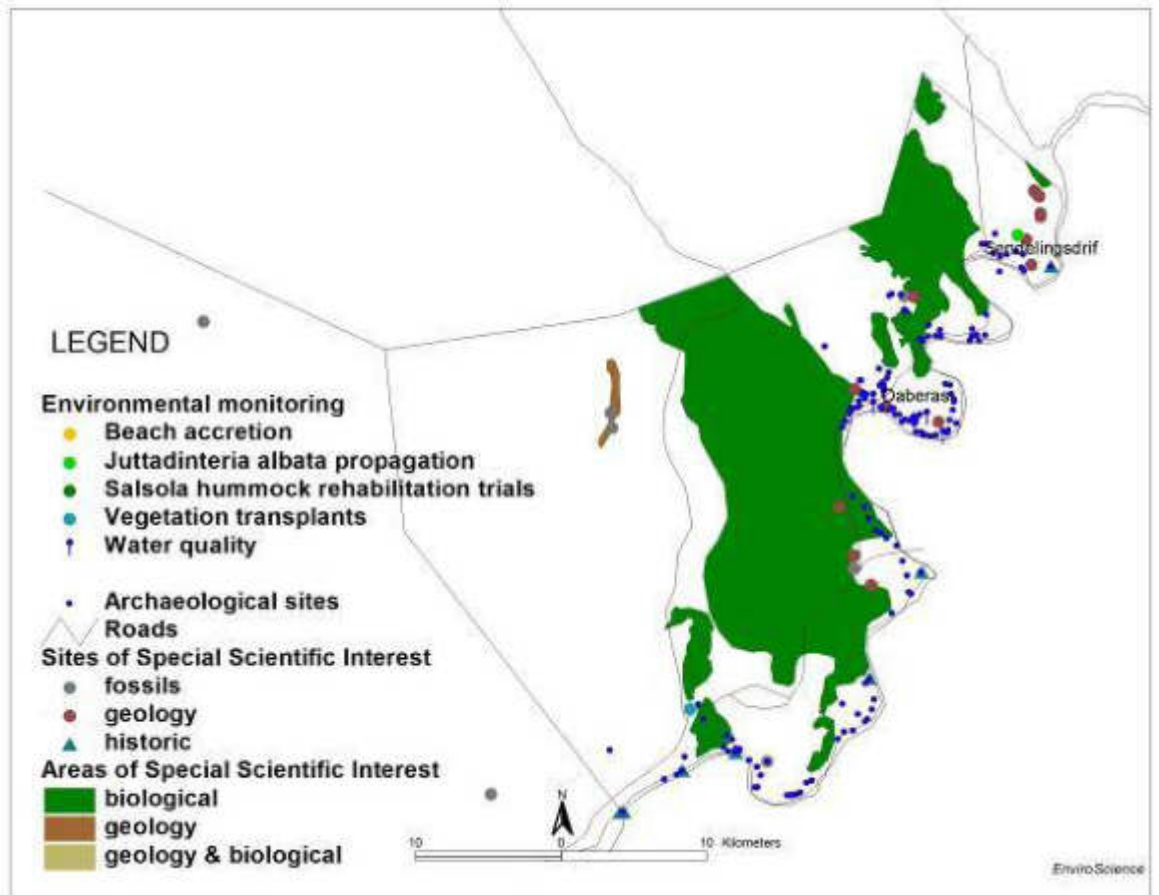 Sendelingsdrif
Daberas
LEGEND
Environmental monitoring
Beach accretion
Juttadinteria albata propagation
Salsola hummock rehabilitation trials
Vegetation transplants
Water quality
Archaeological sites
Roads
Sites of Special Scientific Interest
fossils
geology
historic
Areas of Special Scientific Interest
biological
geology
geology & biological
N
10 0 10 Kilometers
EnviroScience